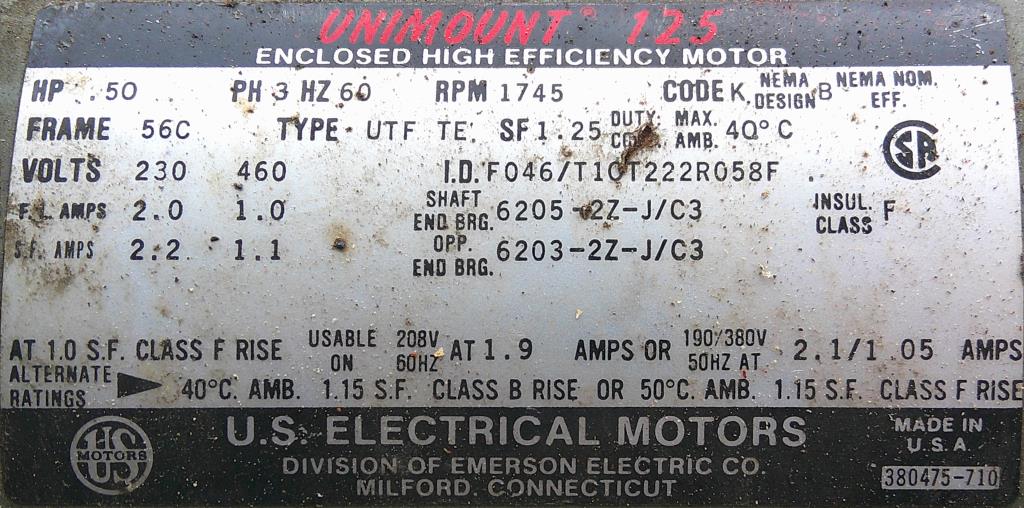 UNIMOUNT® 125
ENCLOSED HIGH EFFICIENCY MOTOR
HP .50 PH 3 HZ 60 RPM 1745 CODE K NEMA DESIGN B NEMA NOM. EFF.
FRAME 56C TYPE UTF TE SF 1.25 DUTY MAX. AMB. 40° C
VOLTS 230 460 I.D. F046/T10T222R058F
F.L. AMPS 2.0 1.0 SHAFT END BRG. 6205-2Z-J/C3 INSUL. CLASS F
S.F. AMPS 2.2 1.1 OPP. END BRG. 6203-2Z-J/C3
AT 1.0 S.F. CLASS F RISE USABLE ON 208V 60HZ AT 1.9 AMPS OR 190/380V 50HZ AT 2.1/1 05 AMPS
ALTERNATE RATINGS 40°C. AMB. 1.15 S.F. CLASS B RISE OR 50°C. AMB. 1.15 S.F. CLASS F RISE
US MOTORS
U.S. ELECTRICAL MOTORS
DIVISION OF EMERSON ELECTRIC CO.
MILFORD, CONNECTICUT
MADE IN
U.S.A
380475-710